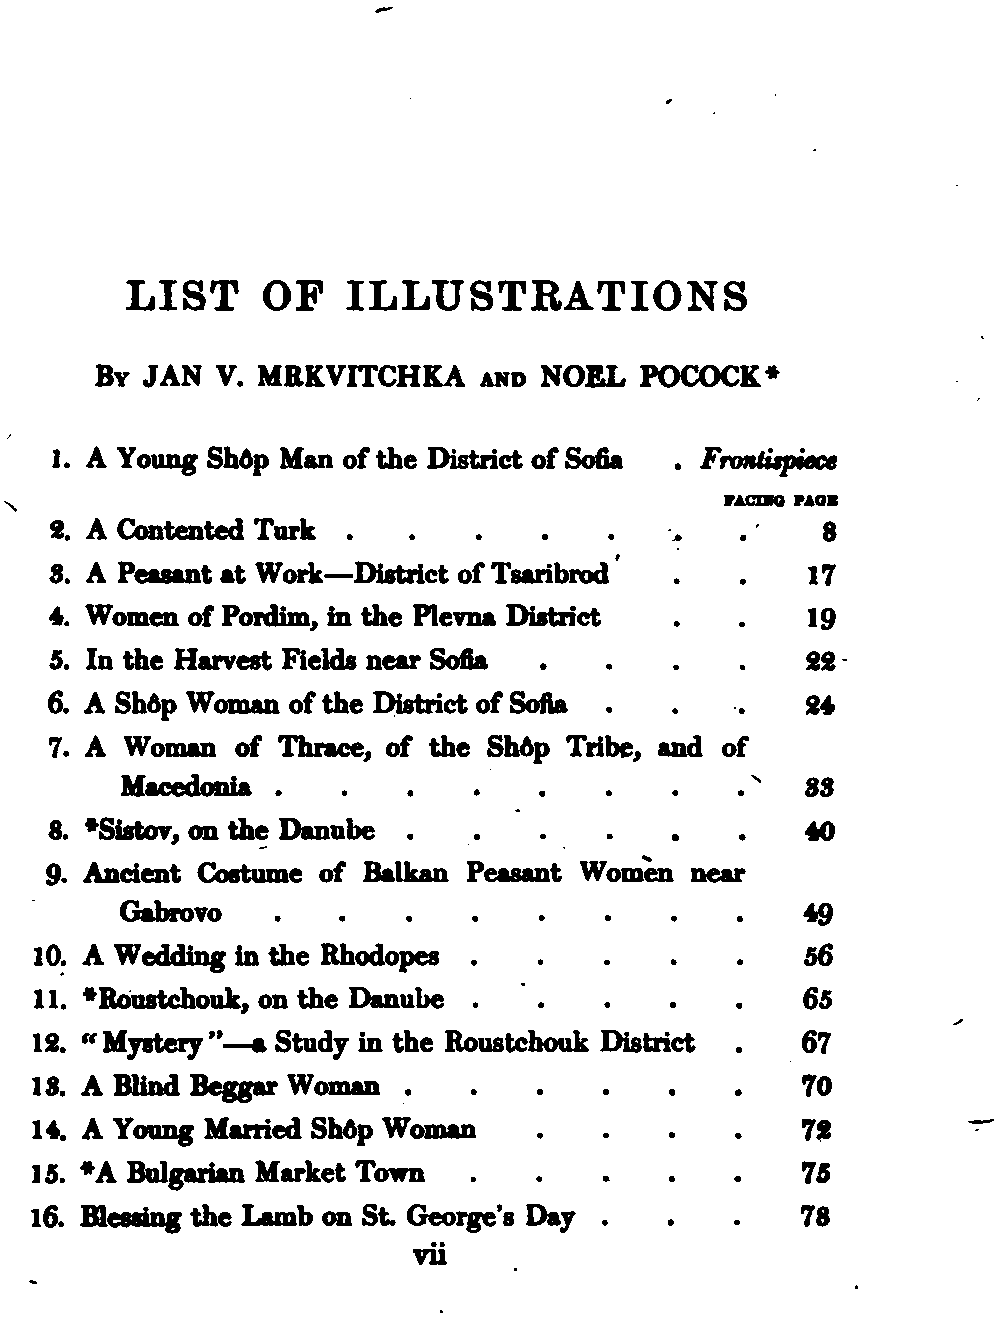 LIST OF ILLUSTRATIONS
By JAN V. MRKVITCHKA AND NOEL POCOCK*
1. A Young Shôp Man of the District of Sofia . Frontispiece
FACING PAGE
2. A Contented Turk . . . . . . . 8
3. A Peasant at Work—District of Tsaribrod . . 17
4. Women of Pordim, in the Plevna District . . 19
5. In the Harvest Fields near Sofia . . . . 22
6. A Shôp Woman of the District of Sofia . . . 24
7. A Woman of Thrace, of the Shôp Tribe, and of
Macedonia . . . . . . . . 33
8. *Sistov, on the Danube . . . . . . 40
9. Ancient Costume of Balkan Peasant Women near
Gabrovo . . . . . . . . 49
10. A Wedding in the Rhodopes . . . . . 56
11. *Roustchouk, on the Danube . . . . . 65
12. "Mystery"—a Study in the Roustchouk District . 67
13. A Blind Beggar Woman . . . . . . 70
14. A Young Married Shôp Woman . . . . 72
15. *A Bulgarian Market Town . . . . . 75
16. Blessing the Lamb on St. George's Day . . . 78
vii